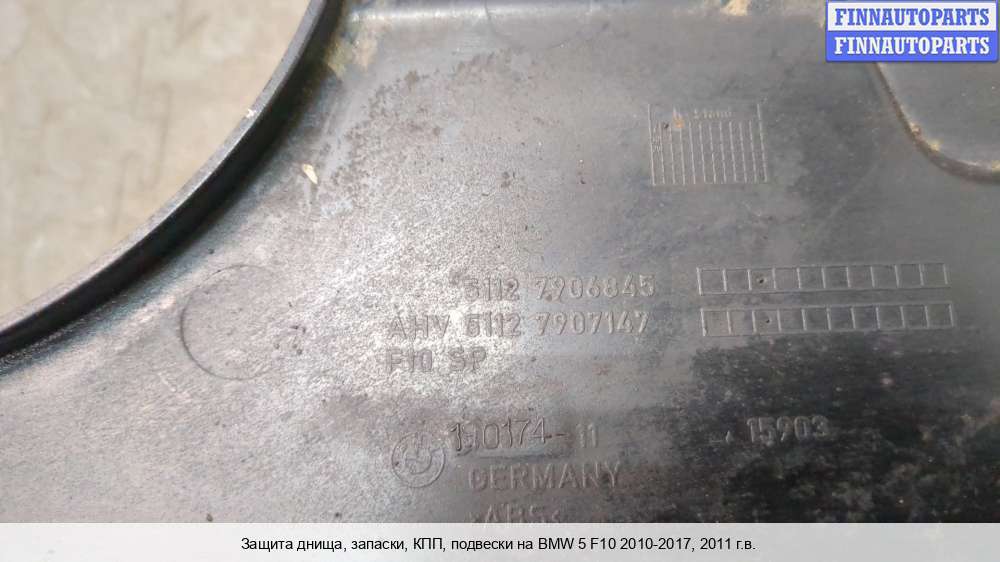 FINNAUTOPARTS
FINNAUTOPARTS
5112 7906845
AHV 5112 7907147
F10 SP
110174-11
15903
GERMANY
>ABS<
Защита днища, запаски, КПП, подвески на BMW 5 F10 2010-2017, 2011 г.в.